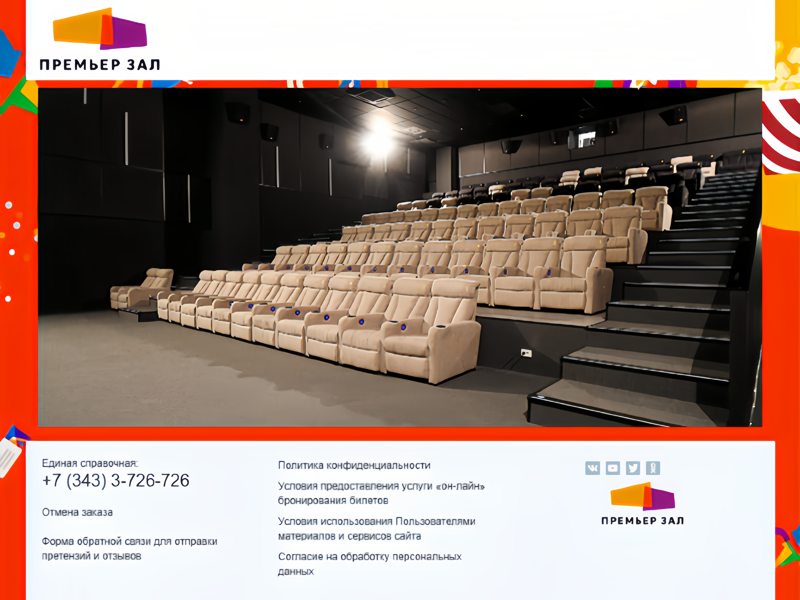 ПРЕМЬЕР ЗАЛ
Единая справочная:
+7 (343) 3-726-726
Отмена заказа
Форма обратной связи для отправки
претензий и отзывов
Политика конфиденциальности
Условия предоставления услуги «он-лайн»
бронирования билетов
Условия использования Пользователями
материалов и сервисов сайта
Согласие на обработку персональных
данных
ПРЕМЬЕР ЗАЛ